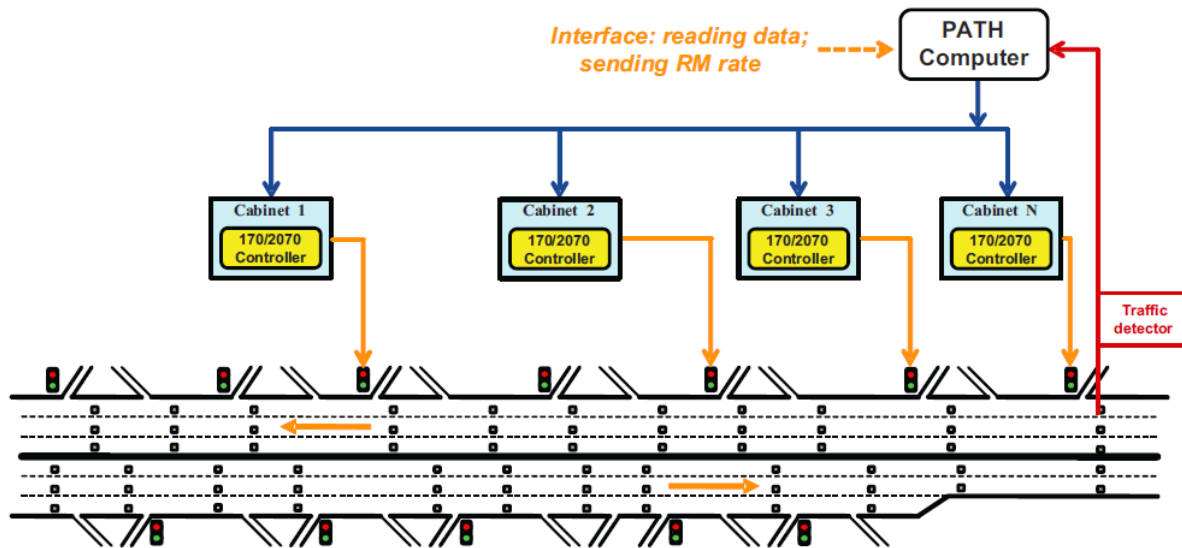 Interface: reading data;
sending RM rate
PATH
Computer
Cabinet 1
170/2070
Controller
Cabinet 2
170/2070
Controller
Cabinet 3
170/2070
Controller
Cabinet N
170/2070
Controller
Traffic
detector